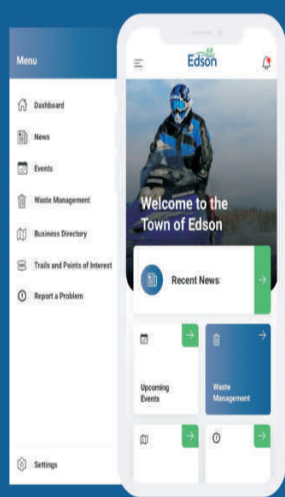 Menu
Dashboard
News
Events
Waste Management
Business Directory
Trails and Points of Interest
Report a Problem
Settings
Edson
Welcome to the
Town of Edson
Recent News
Upcoming
Events
Waste
Management